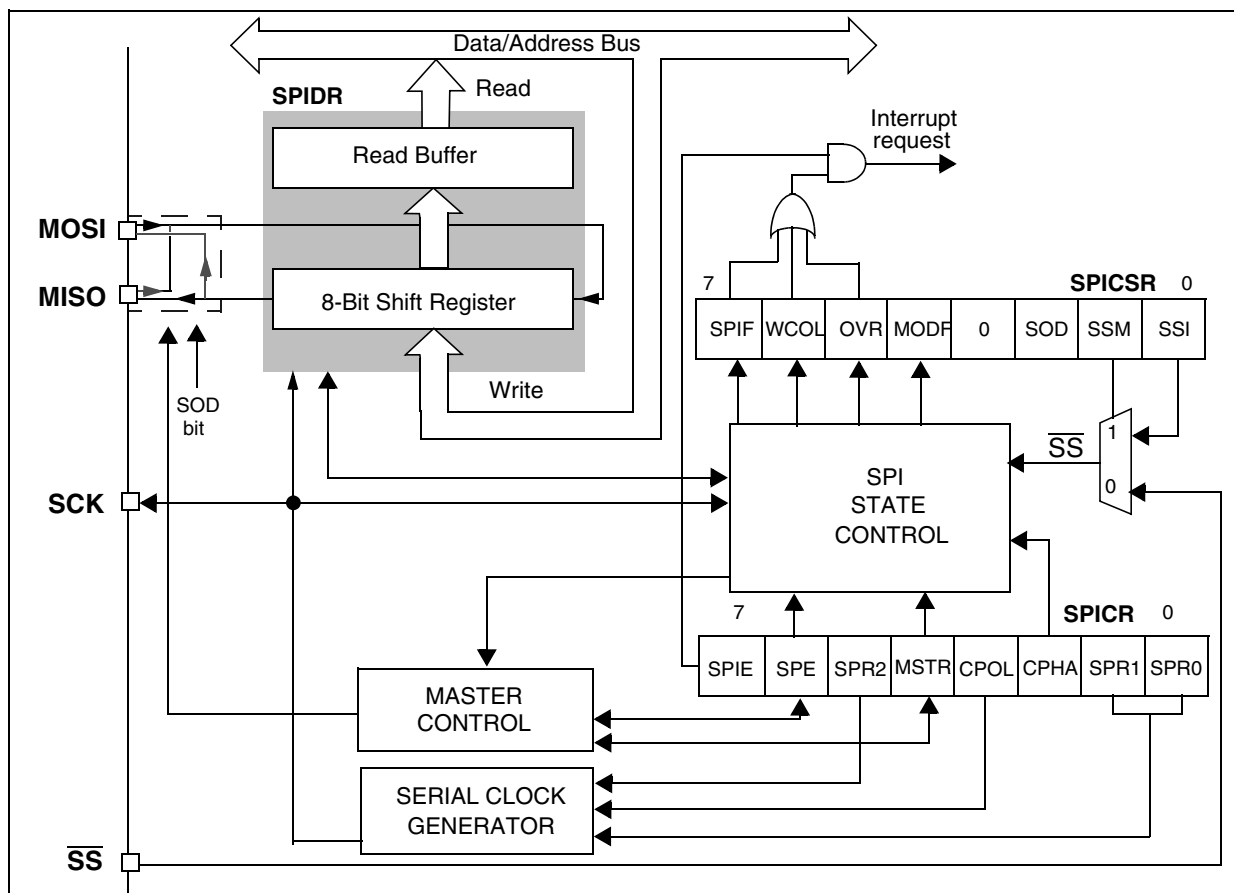 Data/Address Bus
SPIDR
Read
Read Buffer
Interrupt
request
MOSI
MISO
8-Bit Shift Register
7 SPICSR 0
SPIF WCOL OVR MODF 0 SOD SSM SSI
Write
SOD
bit
1
SS
0
SCK
SPI
STATE
CONTROL
7 SPICR 0
SPIE SPE SPR2 MSTR CPOL CPHA SPR1 SPR0
MASTER
CONTROL
SERIAL CLOCK
GENERATOR
SS